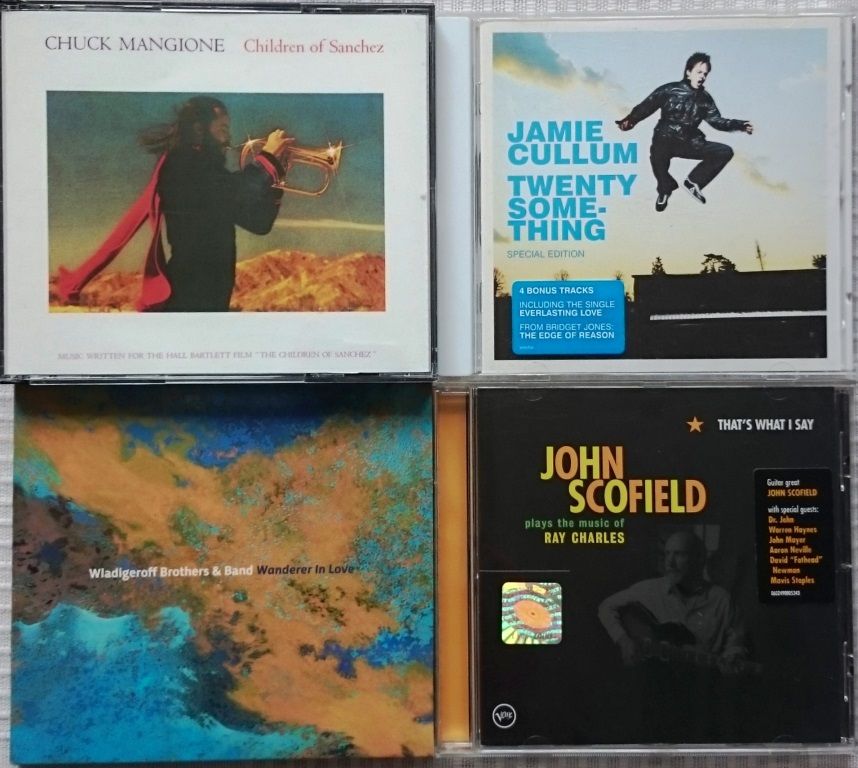 CHUCK MANGIONE Children of Sanchez
MUSIC WRITTEN FOR THE HALL BARTLETT FILM "THE CHILDREN OF SANCHEZ"
JAMIE
CULLUM
TWENTY
SOME-
THING
SPECIAL EDITION
4 BONUS TRACKS
INCLUDING THE SINGLE
EVERLASTING LOVE
FROM BRIDGET JONES:
THE EDGE OF REASON
Wladigeroff Brothers & Band Wanderer In Love
THAT'S WHAT I SAY
JOHN
SCOFIELD
plays the music of
RAY CHARLES
Guitar great
JOHN SCOFIELD
with special guests:
Dr. John
Warren Haynes
John Mayer
Aaron Neville
David "Fathead"
Newman
Mavis Staples
0602498805343
Verve